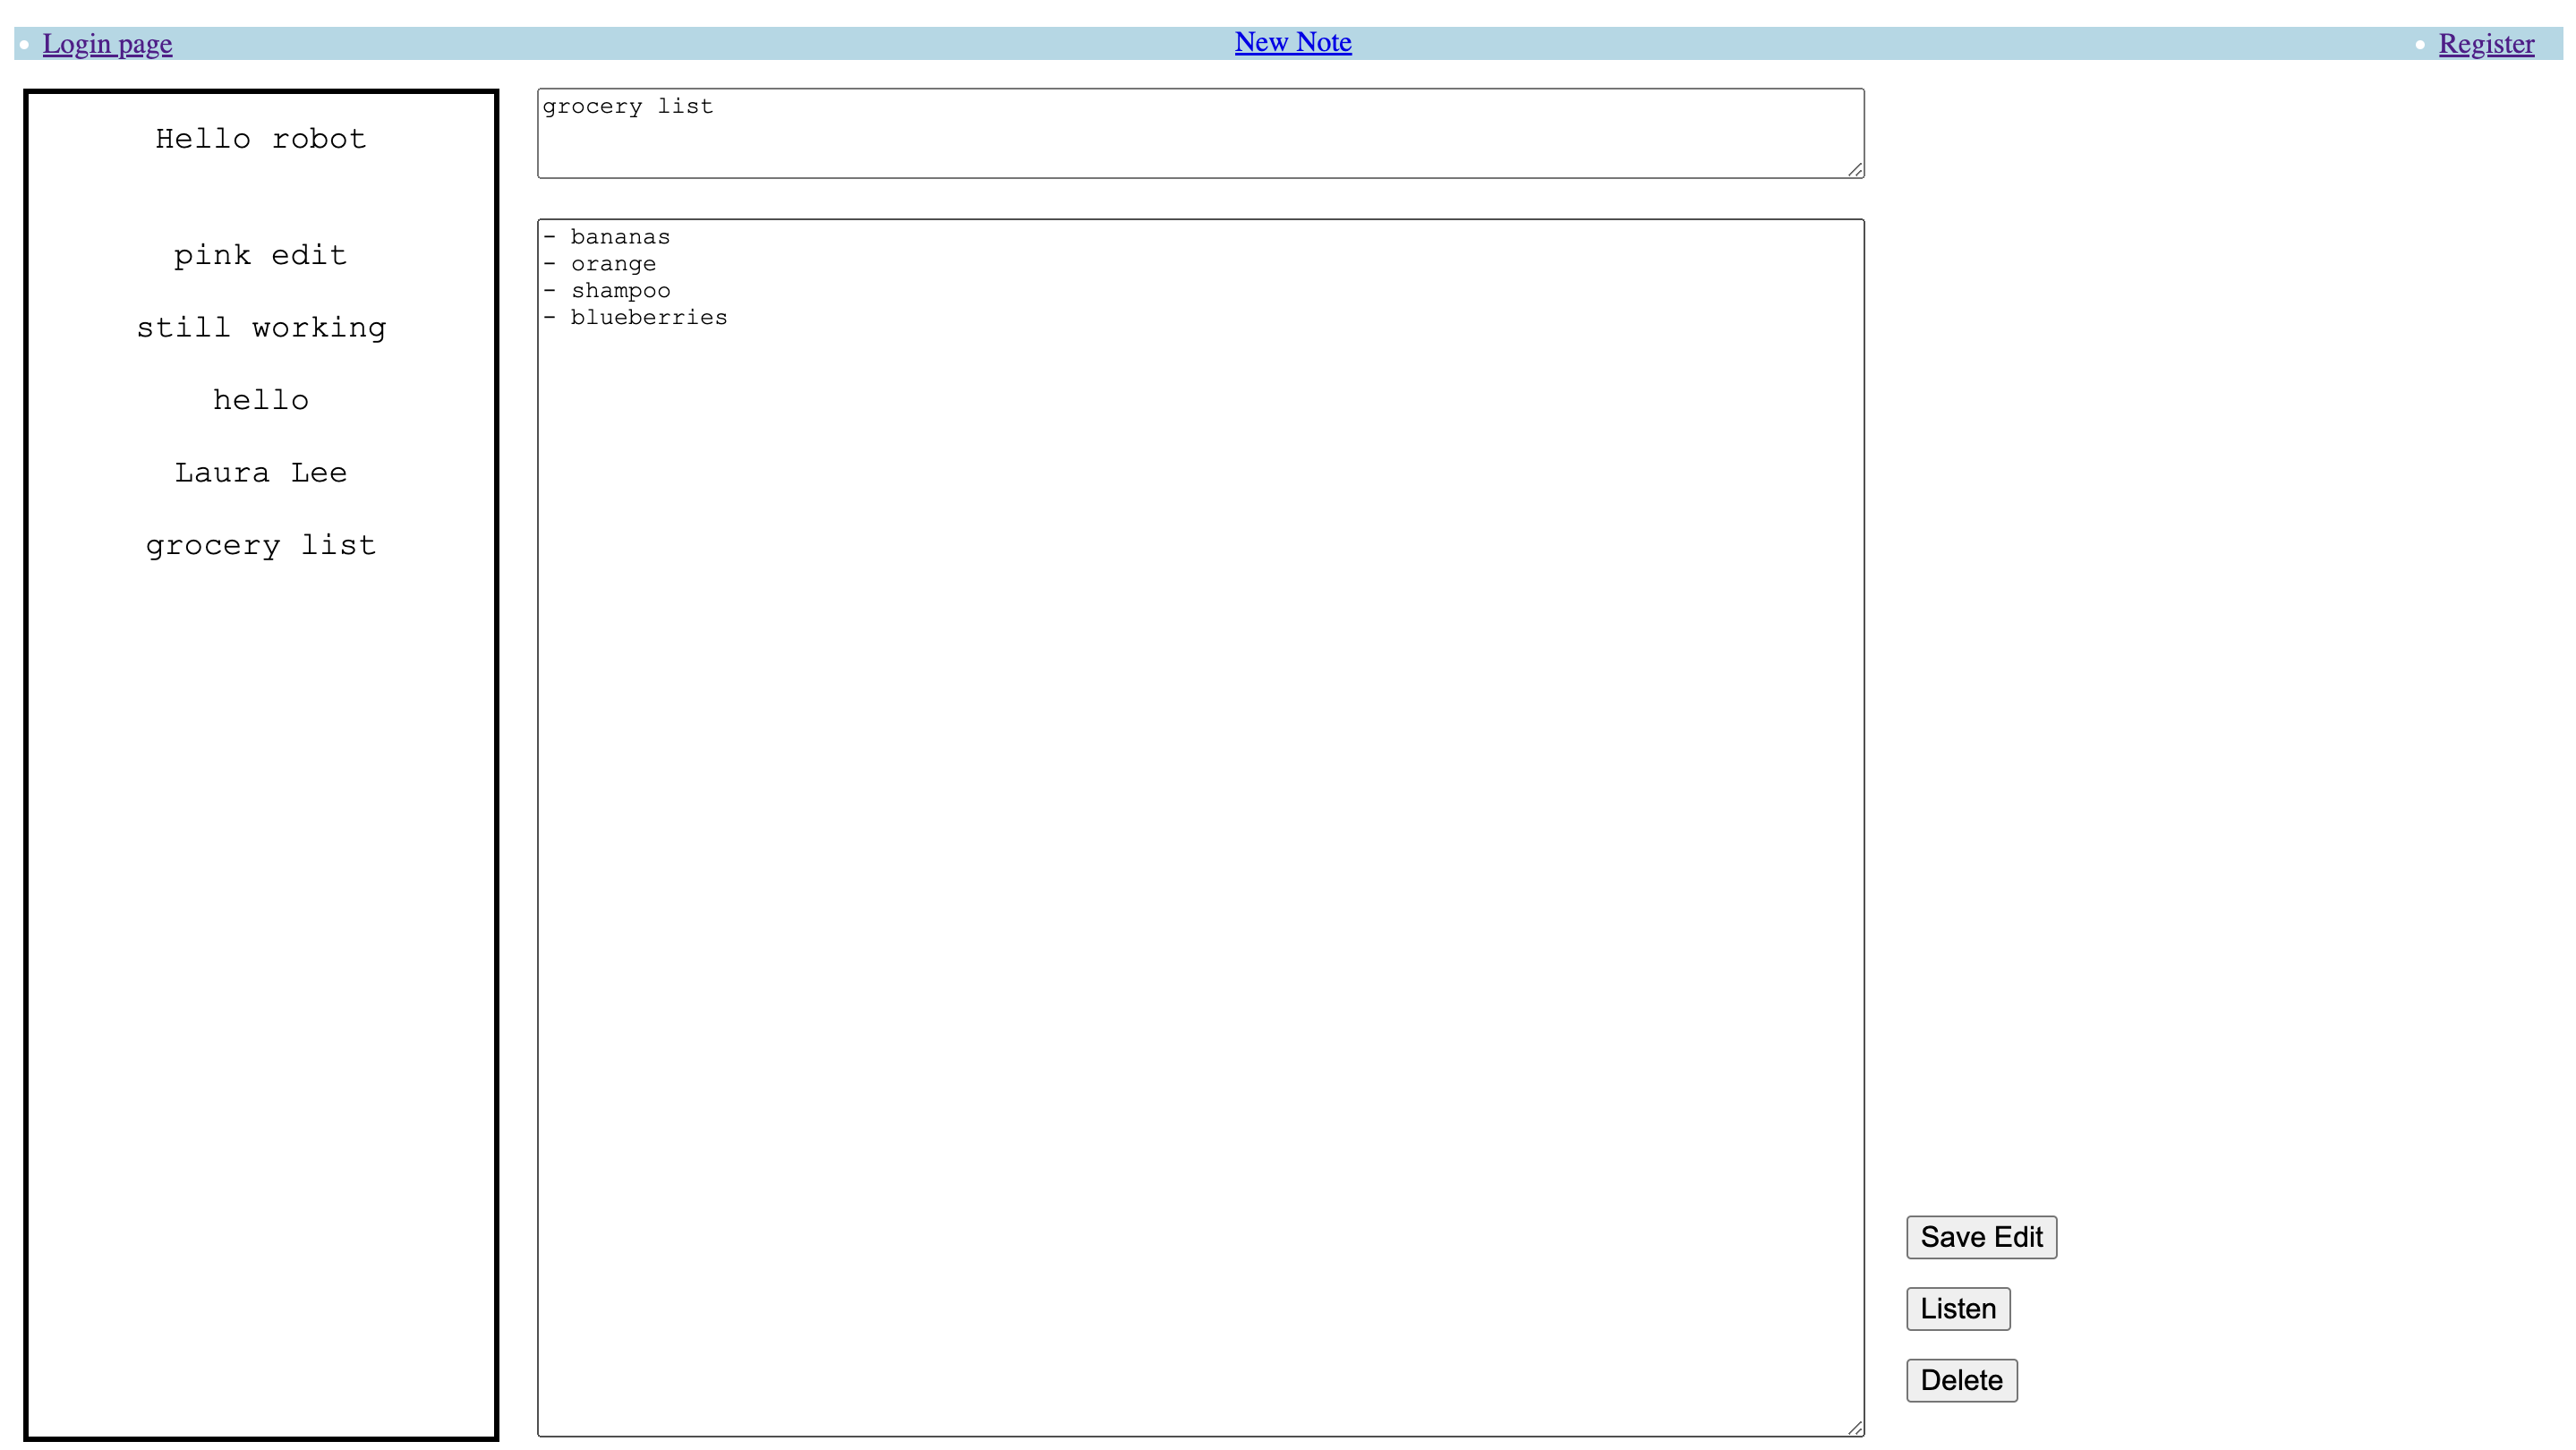 Login page
New Note
Register
Hello robot
pink edit
still working
hello
Laura Lee
grocery list
grocery list
- bananas
- orange
- shampoo
- blueberries
Save Edit
Listen
Delete